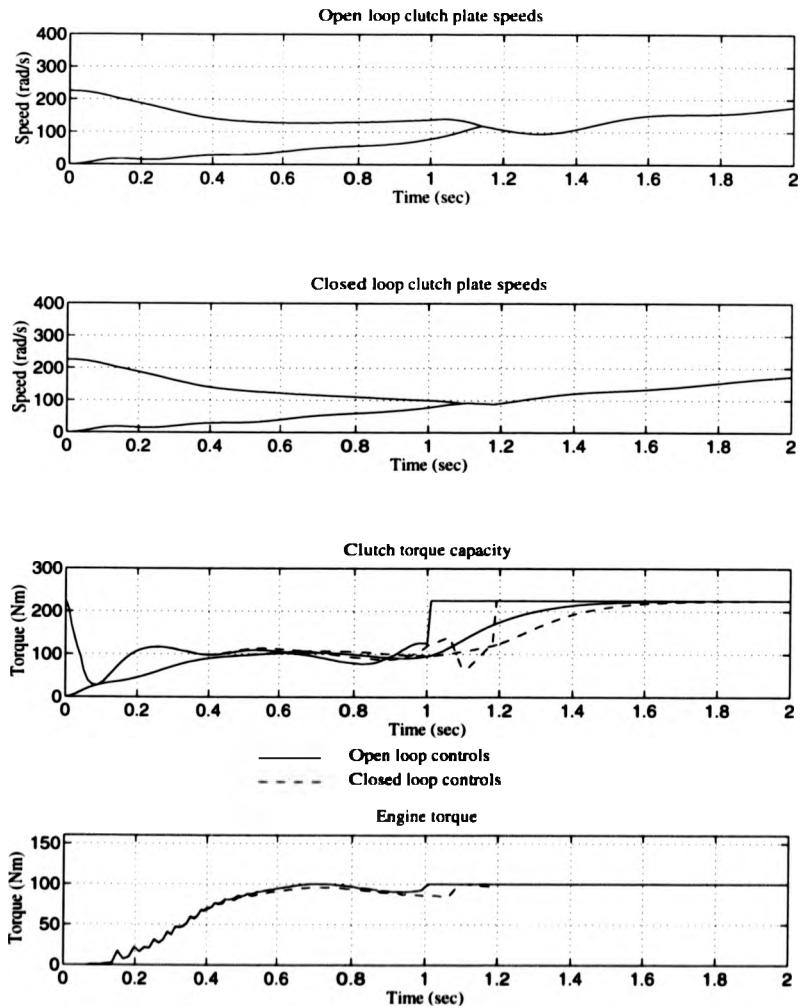 Open loop clutch plate speeds
400
300
200
100
0
Speed (rad/s)
0 0.2 0.4 0.6 0.8 1 1.2 1.4 1.6 1.8 2
Time (sec)
Closed loop clutch plate speeds
400
300
200
100
0
Speed (rad/s)
0 0.2 0.4 0.6 0.8 1 1.2 1.4 1.6 1.8 2
Time (sec)
Clutch torque capacity
300
200
100
0
Torque (Nm)
0 0.2 0.4 0.6 0.8 1 1.2 1.4 1.6 1.8 2
Time (sec)
Open loop controls
Closed loop controls
Engine torque
150
100
50
0
Torque (Nm)
0 0.2 0.4 0.6 0.8 1 1.2 1.4 1.6 1.8 2
Time (sec)